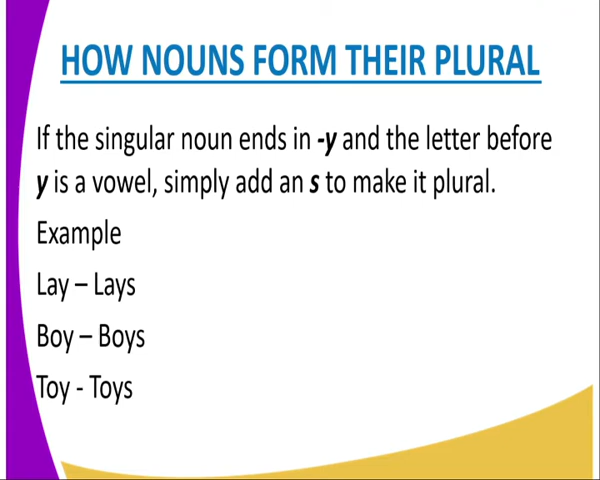 HOW NOUNS FORM THEIR PLURAL
If the singular noun ends in -y and the letter before
y is a vowel, simply add an s to make it plural.
Example
Lay – Lays
Boy – Boys
Toy - Toys